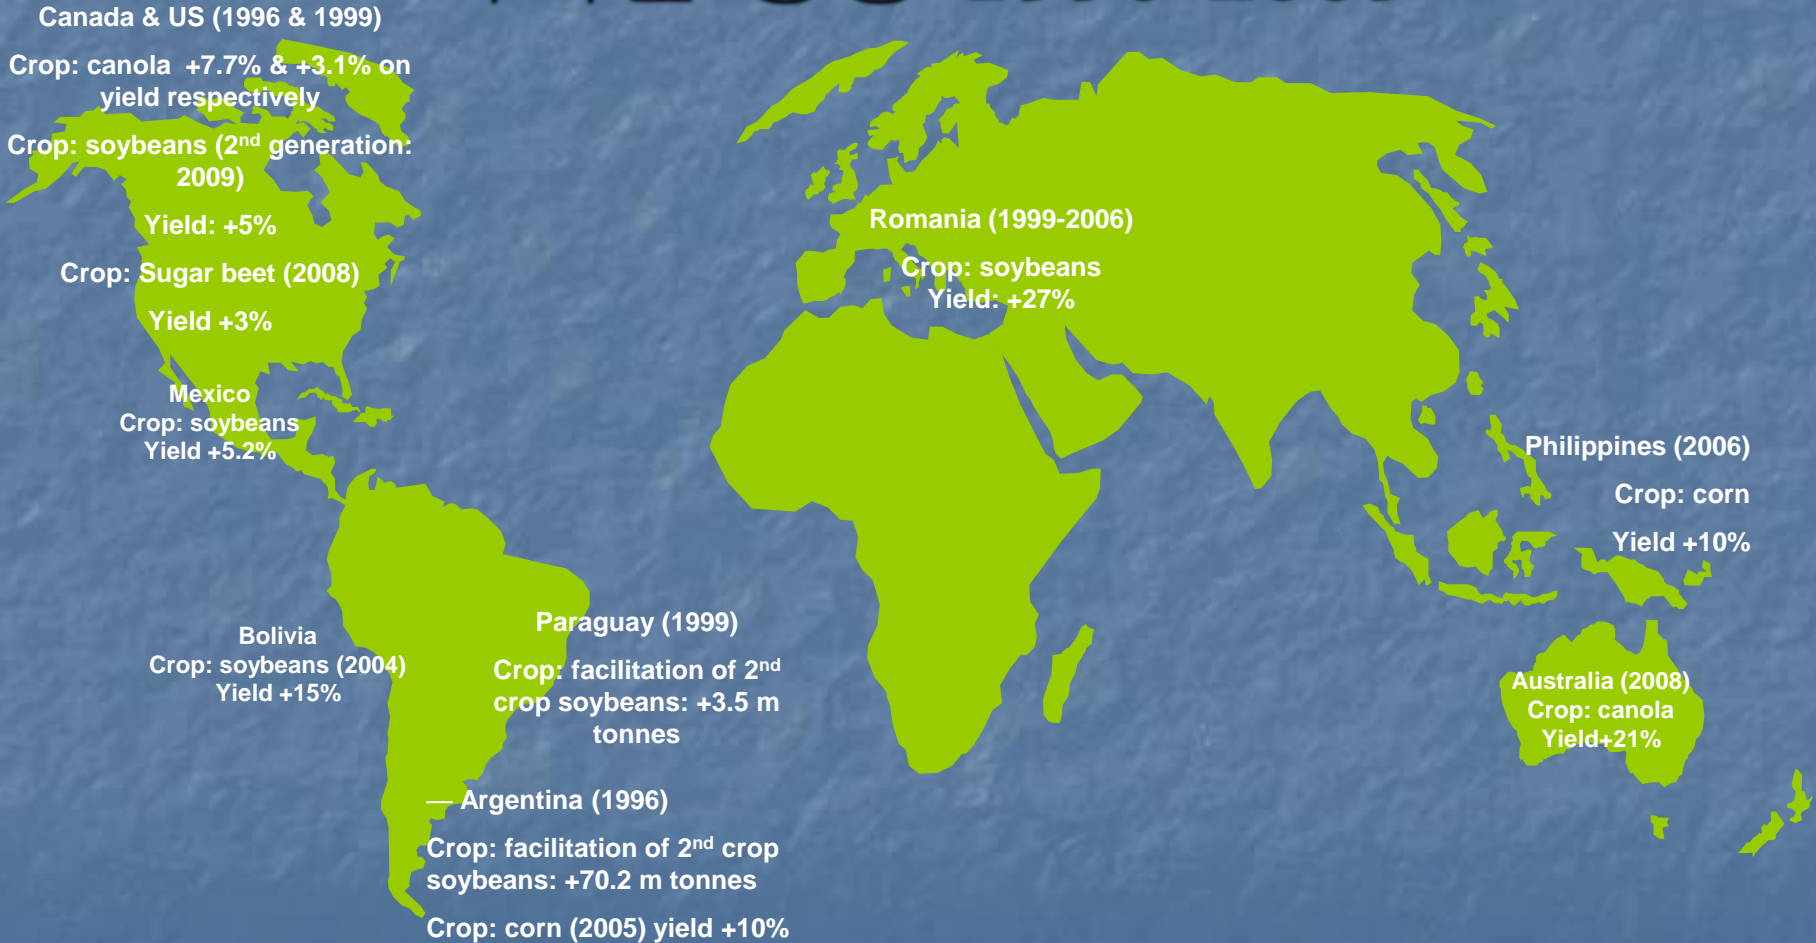 Canada & US (1996 & 1999)
Crop: canola +7.7% & +3.1% on
yield respectively
Crop: soybeans (2nd generation:
2009)
Yield: +5%
Crop: Sugar beet (2008)
Yield +3%
Mexico
Crop: soybeans
Yield +5.2%
Romania (1999-2006)
Crop: soybeans
Yield: +27%
Philippines (2006)
Crop: corn
Yield +10%
Bolivia
Crop: soybeans (2004)
Yield +15%
Paraguay (1999)
Crop: facilitation of 2nd
crop soybeans: +3.5 m
tonnes
Australia (2008)
Crop: canola
Yield+21%
— Argentina (1996)
Crop: facilitation of 2nd crop
soybeans: +70.2 m tonnes
Crop: corn (2005) yield +10%